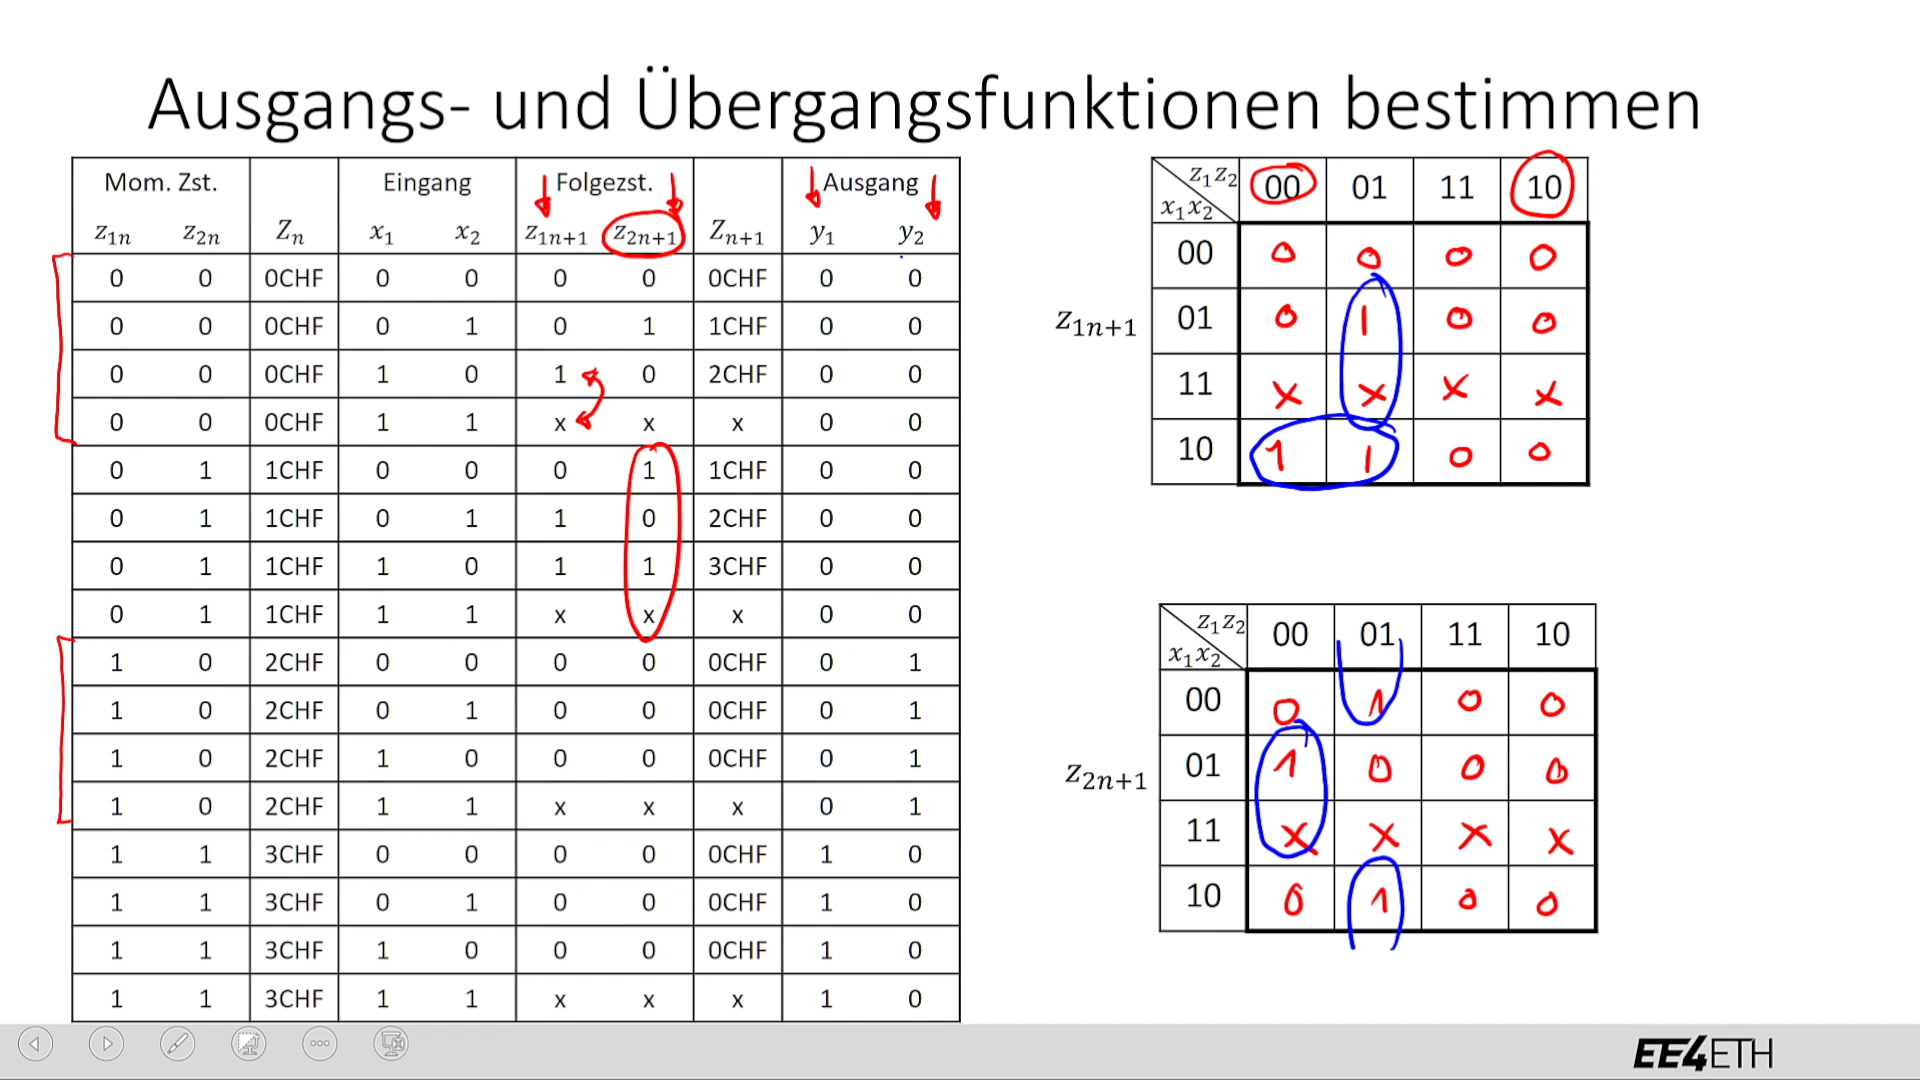 Ausgangs- und Übergangsfunktionen bestimmen
Mom. Zst. Eingang Folgezst. Ausgang
z1n z2n Zn x1 x2 z1n+1 z2n+1 Zn+1 y1 y2
0 0 0CHF 0 0 0 0 0CHF 0 0
0 0 0CHF 0 1 0 1 1CHF 0 0
0 0 0CHF 1 0 1 0 2CHF 0 0
0 0 0CHF 1 1 x x x 0 0
0 1 1CHF 0 0 0 1 1CHF 0 0
0 1 1CHF 0 1 1 0 2CHF 0 0
0 1 1CHF 1 0 1 1 3CHF 0 0
0 1 1CHF 1 1 x x x 0 0
1 0 2CHF 0 0 0 0 0CHF 0 1
1 0 2CHF 0 1 0 0 0CHF 0 1
1 0 2CHF 1 0 0 0 0CHF 0 1
1 0 2CHF 1 1 x x x 0 1
1 1 3CHF 0 0 0 0 0CHF 1 0
1 1 3CHF 0 1 0 0 0CHF 1 0
1 1 3CHF 1 0 0 0 0CHF 1 0
1 1 3CHF 1 1 x x x 1 0
z1z2 00 01 11 10
x1x2
00 0 0 0 0
z1n+1 01 0 1 0 0
11 x x x x
10 1 1 0 0
z1z2 00 01 11 10
x1x2
00 0 1 0 0
z2n+1 01 1 0 0 0
11 x x x x
10 0 1 0 0
EE4ETH